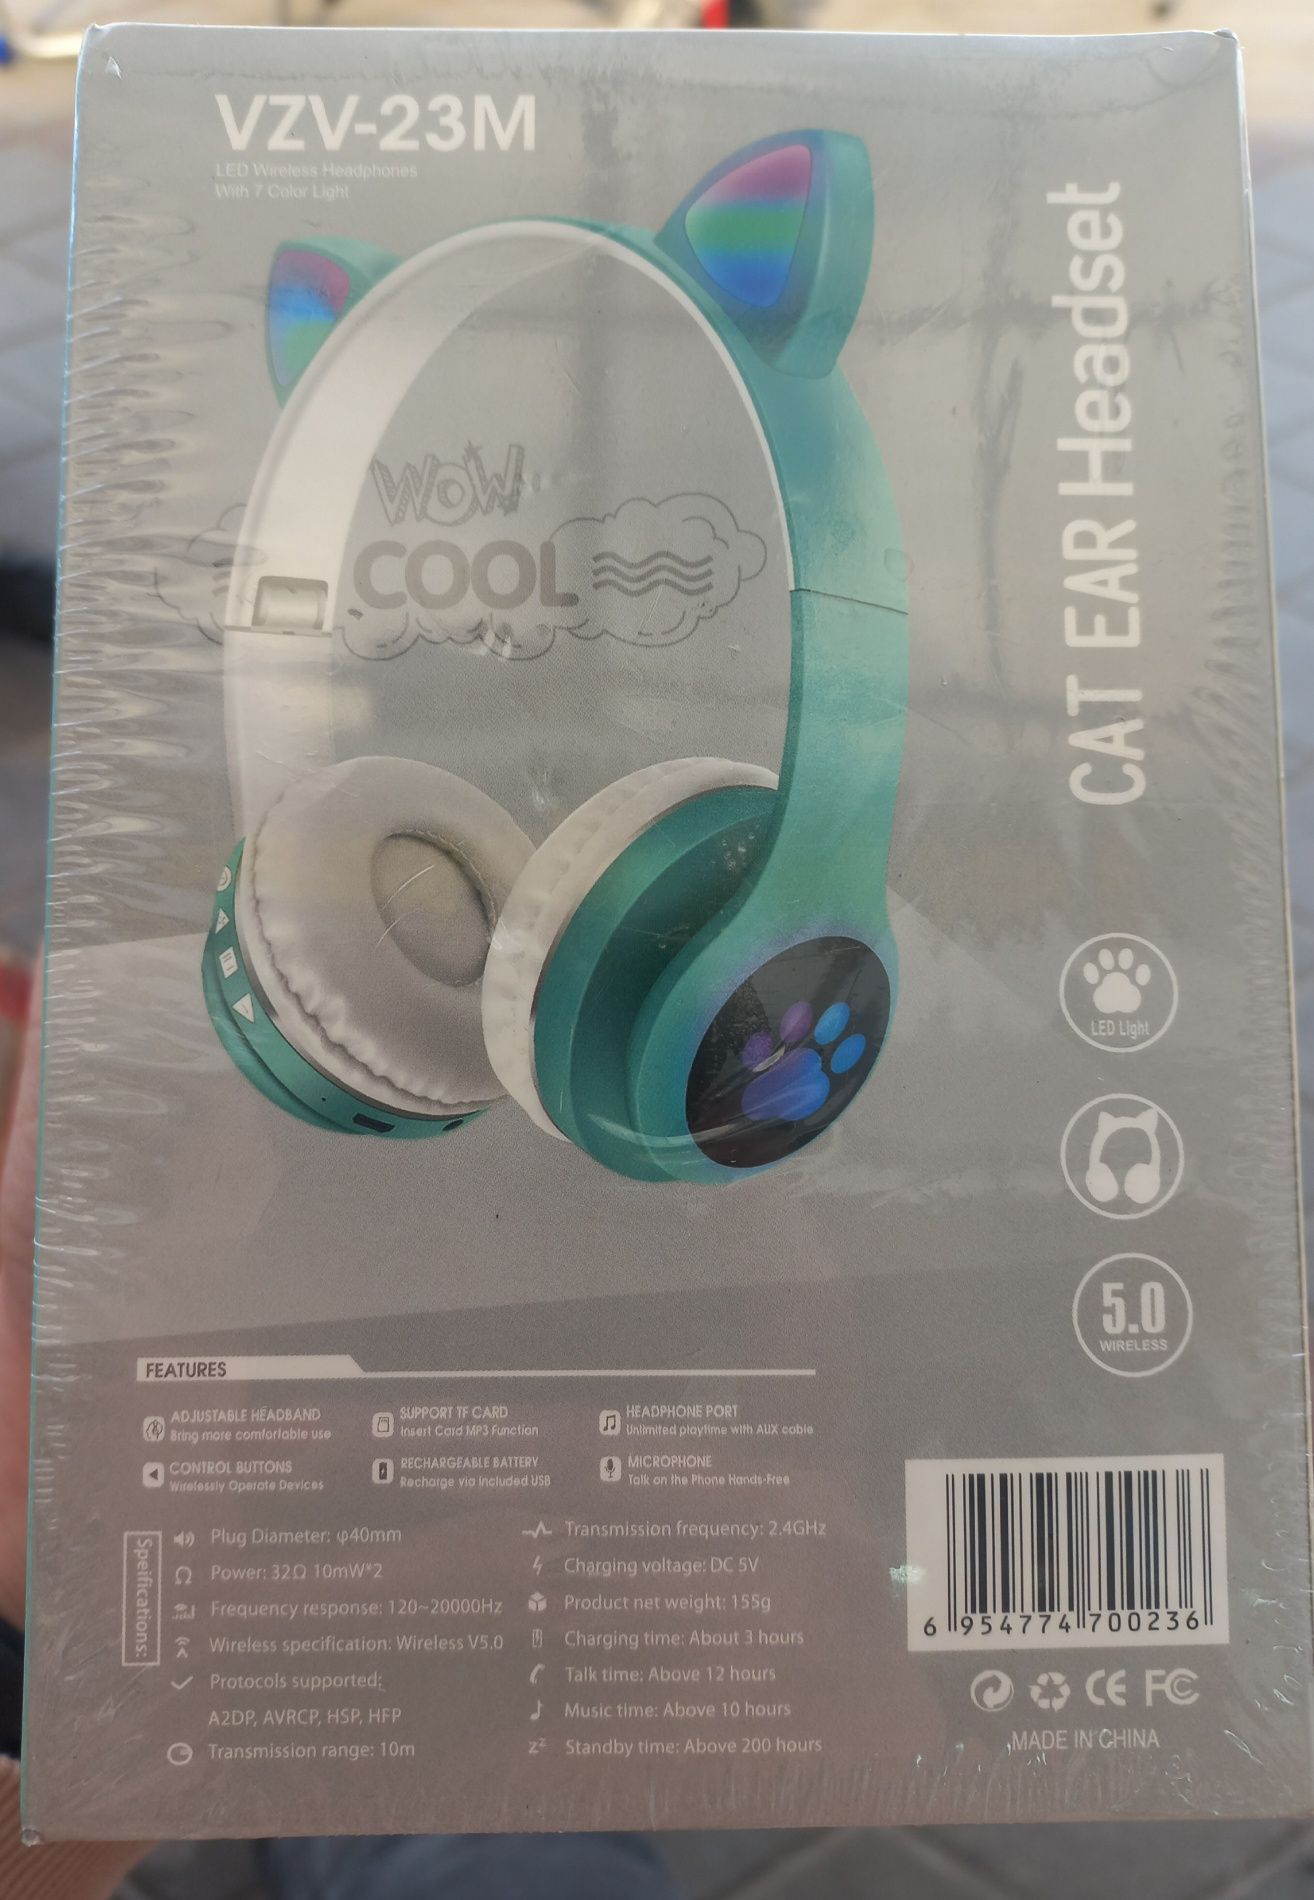 VZV-23M
LED Wireless Headphones
With 7 Color Light
CAT EAR Headset
WOW
COOL
LED Light
5.0
WIRELESS
FEATURES
ADJUSTABLE HEADBAND
Bring more comfortable use
SUPPORT TF CARD
Insert Card MP3 Function
HEADPHONE PORT
Unlimited playtime with AUX cable
CONTROL BUTTONS
Wirelessly Operate Devices
RECHARGEABLE BATTERY
Recharge via included USB
MICROPHONE
Talk on the Phone Hands-Free
Speifications:
Plug Diameter: φ40mm
Power: 32Ω 10mW*2
Frequency response: 120~20000Hz
Wireless specification: Wireless V5.0
Protocols supported:
A2DP, AVRCP, HSP, HFP
Transmission range: 10m
Transmission frequency: 2.4GHz
Charging voltage: DC 5V
Product net weight: 155g
Charging time: About 3 hours
Talk time: Above 12 hours
Music time: Above 10 hours
Standby time: Above 200 hours
6 954774 700236
CE FC
MADE IN CHINA